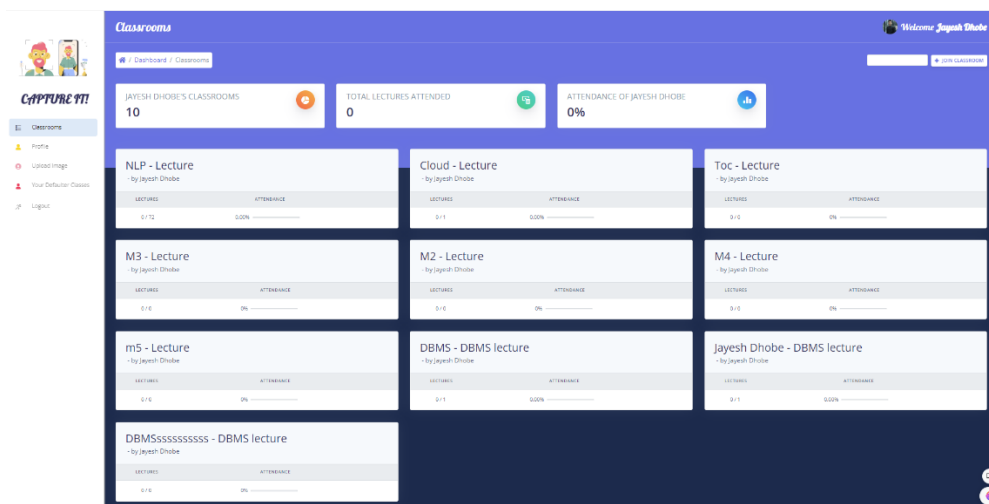 Classrooms
Welcome Jayesh Dhobe
/ Dashboard / Classrooms
+ JOIN CLASSROOM
CAPTURE IT!
Classrooms
Profile
Upload Image
Your Defaulter Classes
Logout
JAYESH DHOBE'S CLASSROOMS
10
TOTAL LECTURES ATTENDED
0
ATTENDANCE OF JAYESH DHOBE
0%
NLP - Lecture
- by Jayesh Dhobe
LECTURES ATTENDANCE
0 / 72 0.00%
Cloud - Lecture
- by Jayesh Dhobe
LECTURES ATTENDANCE
0 / 1 0.00%
Toc - Lecture
- by Jayesh Dhobe
LECTURES ATTENDANCE
0 / 0 0%
M3 - Lecture
- by Jayesh Dhobe
LECTURES ATTENDANCE
0 / 0 0%
M2 - Lecture
- by Jayesh Dhobe
LECTURES ATTENDANCE
0 / 0 0%
M4 - Lecture
- by Jayesh Dhobe
LECTURES ATTENDANCE
0 / 0 0%
m5 - Lecture
- by Jayesh Dhobe
LECTURES ATTENDANCE
0 / 0 0%
DBMS - DBMS lecture
- by Jayesh Dhobe
LECTURES ATTENDANCE
0 / 1 0.00%
Jayesh Dhobe - DBMS lecture
- by Jayesh Dhobe
LECTURES ATTENDANCE
0 / 1 0.00%
DBMSssssssssss - DBMS lecture
- by Jayesh Dhobe
LECTURES ATTENDANCE
0 / 0 0%